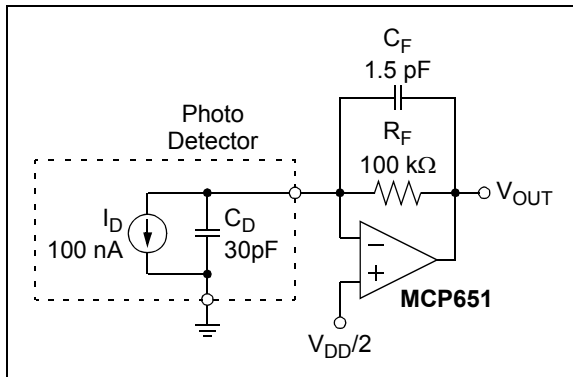 C_F
1.5 pF
Photo
Detector
R_F
100 kΩ
V_OUT
I_D
100 nA
C_D
30pF
−
+
MCP651
V_DD/2